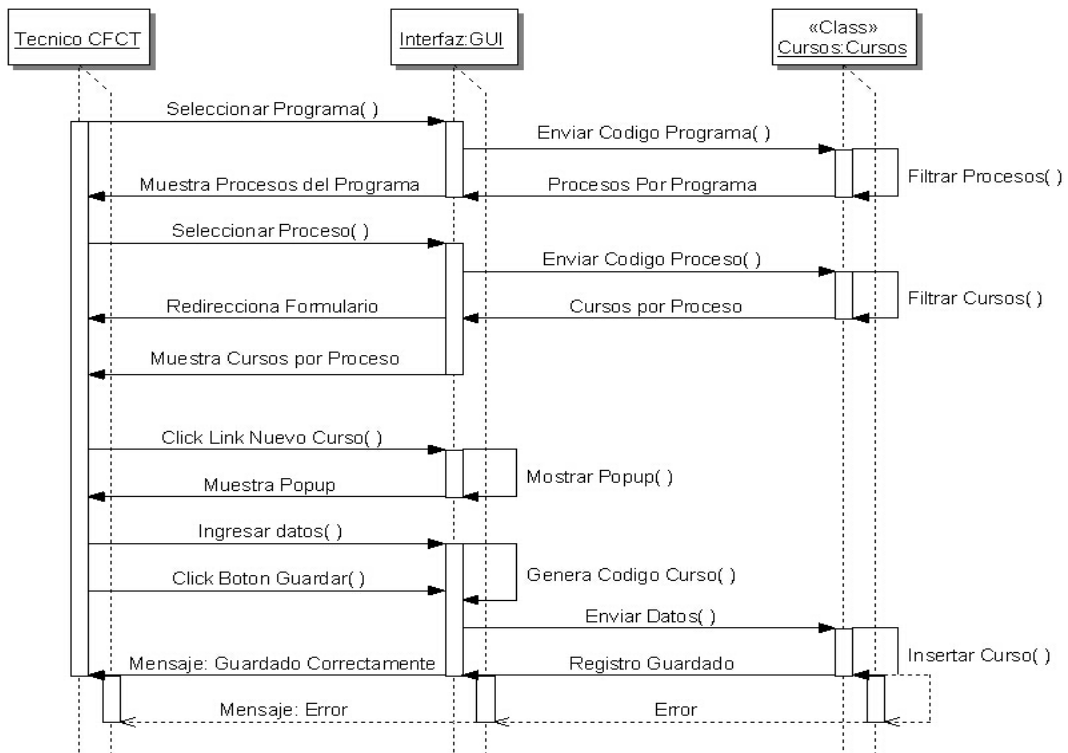 Tecnico CFCT
Interfaz:GUI
«Class»
Cursos:Cursos
Seleccionar Programa( )
Enviar Codigo Programa( )
Filtrar Procesos( )
Muestra Procesos del Programa
Procesos Por Programa
Seleccionar Proceso( )
Enviar Codigo Proceso( )
Filtrar Cursos( )
Redirecciona Formulario
Cursos por Proceso
Muestra Cursos por Proceso
Click Link Nuevo Curso( )
Mostrar Popup( )
Muestra Popup
Ingresar datos( )
Genera Codigo Curso( )
Click Boton Guardar( )
Enviar Datos( )
Insertar Curso( )
Mensaje: Guardado Correctamente
Registro Guardado
Mensaje: Error
Error